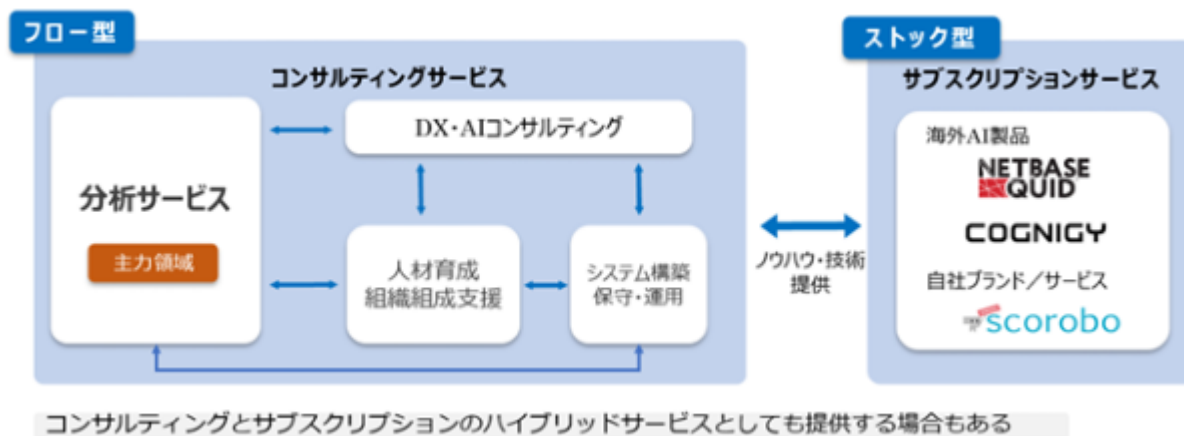 フロー型
コンサルティングサービス
分析サービス
主力領域
DX・AIコンサルティング
人材育成
組織組成支援
システム構築
保守・運用
ノウハウ・技術
提供
ストック型
サブスクリプションサービス
海外AI製品
NETBASE
QUID
COGNIGY
自社ブランド／サービス
scorobo
コンサルティングとサブスクリプションのハイブリッドサービスとしても提供する場合もある